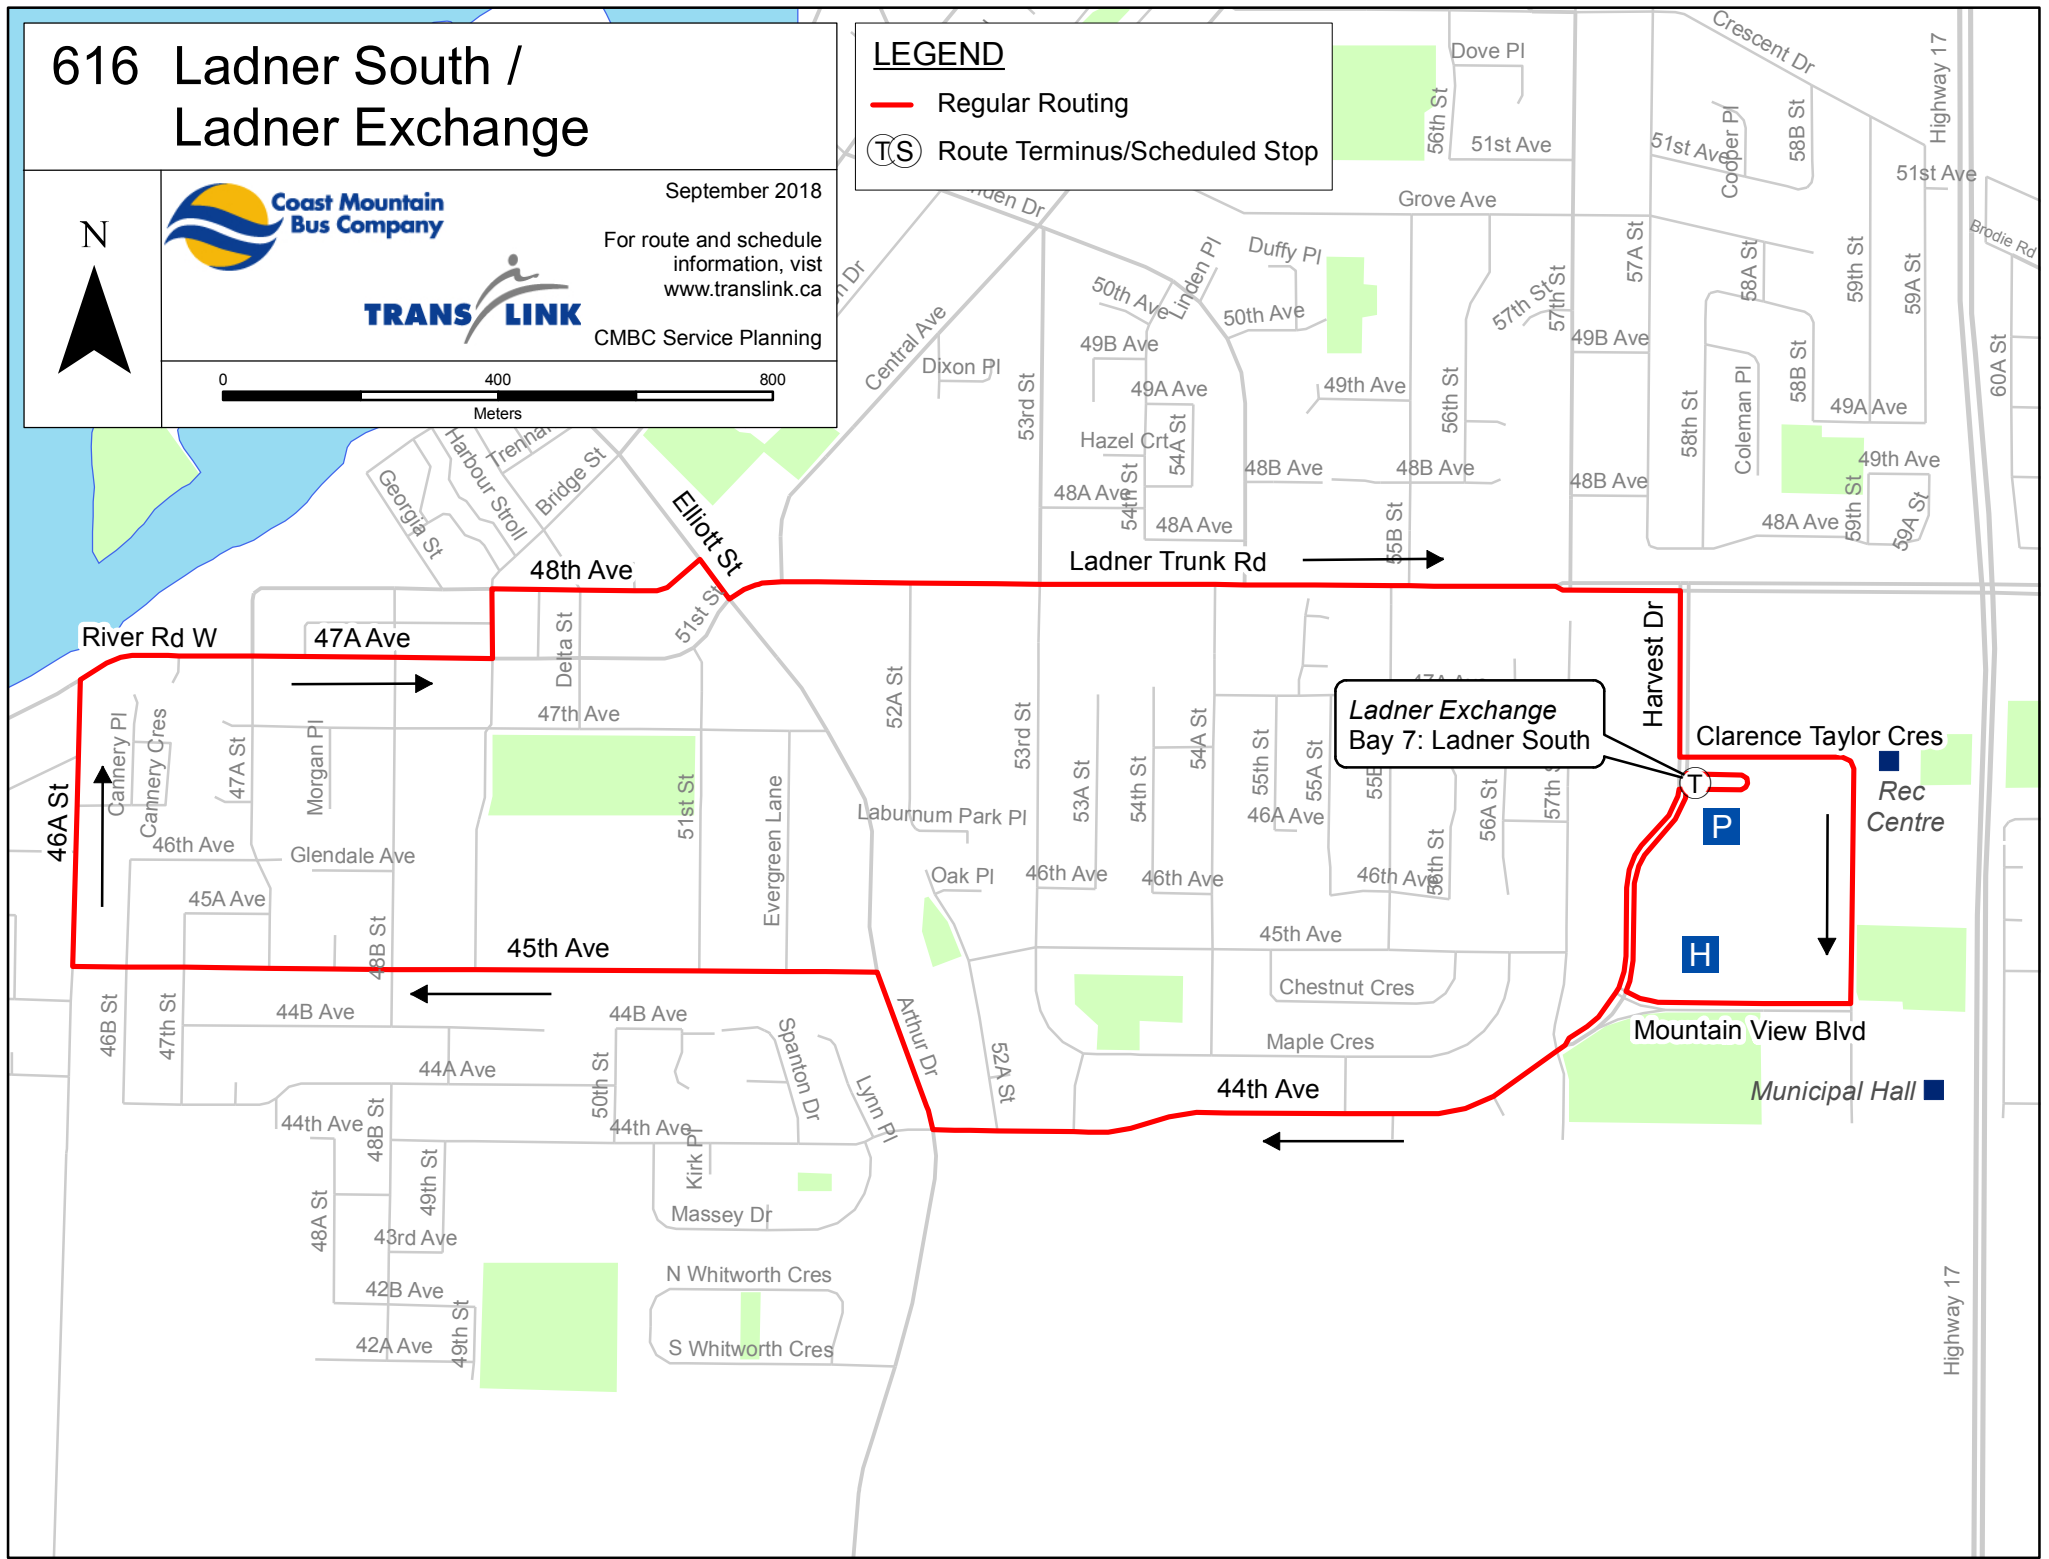 616 Ladner South /
Ladner Exchange
N
Coast Mountain
Bus Company
TRANS LINK
September 2018
For route and schedule
information, vist
www.translink.ca
CMBC Service Planning
0 400 800
Meters
LEGEND
Regular Routing
T S Route Terminus/Scheduled Stop
Dove Pl
56th St
51st Ave
Crescent Dr
Highway 17
Cooper Pl
58B St
51st Ave
51st Ave
Grove Ave
Brodie Rd
57A St
58A St
59th St
59A St
60A St
Duffy Pl
Linden Pl
50th Ave
50th Ave
57th St
57th St
49B Ave
49B Ave
Central Ave
Dixon Pl
53rd St
49A Ave
49th Ave
56th St
58th St
Coleman Pl
58B St
49A Ave
Hazel Crt
54A St
48B Ave
48B Ave
48B Ave
49th Ave
48A Ave
54th St
48A Ave
55B St
48A Ave
59th St
59A St
Harbour Stroll
Georgia St
Bridge St
Elliott St
48th Ave
Ladner Trunk Rd
River Rd W
47A Ave
Delta St
51st St
Harvest Dr
47th Ave
Cannery Pl
Cannery Cres
47A St
Morgan Pl
52A St
53rd St
54A St
55th St
55A St
Ladner Exchange
Bay 7: Ladner South
Clarence Taylor Cres
T
Rec
Centre
P
H
46A St
46th Ave
Glendale Ave
45A Ave
51st St
Evergreen Lane
Laburnum Park Pl
Oak Pl
53A St
54th St
46A Ave
56A St
46th Ave
46th Ave
46th Ave
56th St
48B St
45th Ave
45th Ave
Chestnut Cres
46B St
47th St
44B Ave
44B Ave
Arthur Dr
Maple Cres
Mountain View Blvd
Municipal Hall
44A Ave
50th St
Spanton Dr
Lynn Pl
52A St
44th Ave
44th Ave
48B St
44th Ave
Kirk Pl
49th St
48A St
Massey Dr
43rd Ave
42B Ave
42A Ave
49th St
N Whitworth Cres
S Whitworth Cres
Highway 17